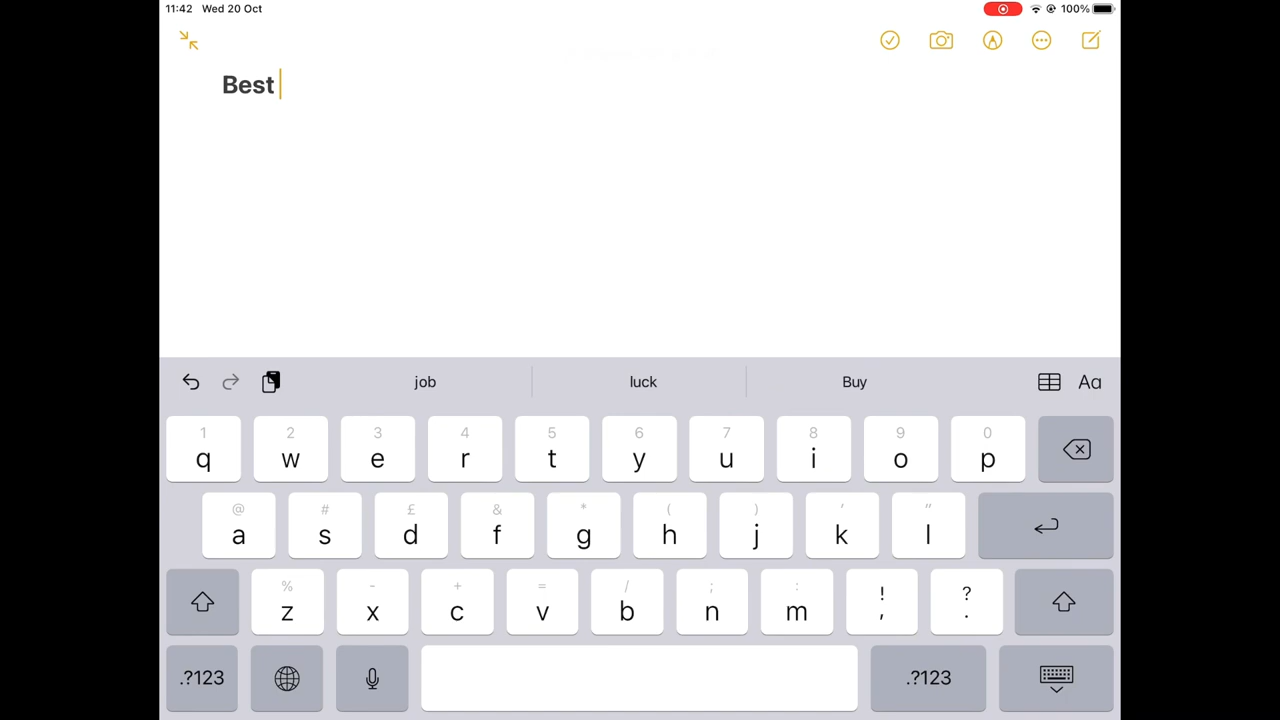 11:42 Wed 20 Oct 100%
Best
job luck Buy Aa
1 2 3 4 5 6 7 8 9 0
q w e r t y u i o p
@ # £ & * ( ) ' "
a s d f g h j k l
% - + = / ; : ! ?
z x c v b n m , .
.?123 .?123